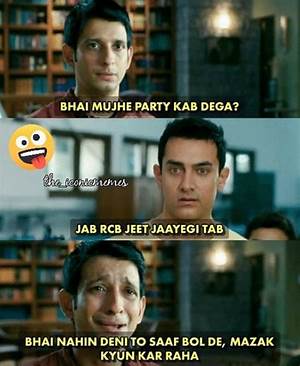 BHAI MUJHE PARTY KAB DEGA?
the_iconicmemes
JAB RCB JEET JAAYEGI TAB
BHAI NAHIN DENI TO SAAF BOL DE, MAZAK
KYUN KAR RAHA